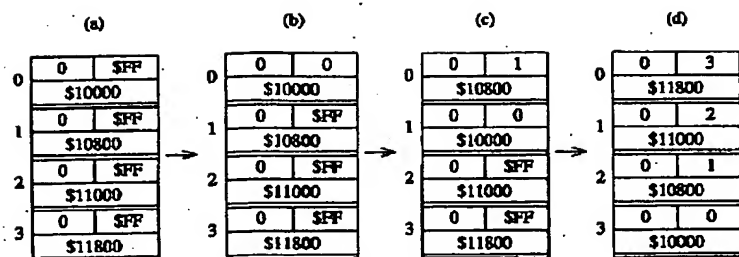 (a) (b) (c) (d)
0 $FF 0 0 0 1 0 3
0 0 0 0
$10000 $10000 $10800 $11800
0 $FF 0 $FF 0 0 0 2
1 1 1 1
$10800 $10800 $10000 $11000
0 $FF 0 $FF 0 $FF 0 1
2 2 2 2
$11000 $11000 $11000 $10800
0 $FF 0 $FF 0 $FF 0 0
3 3 3 3
$11800 $11800 $11800 $10000